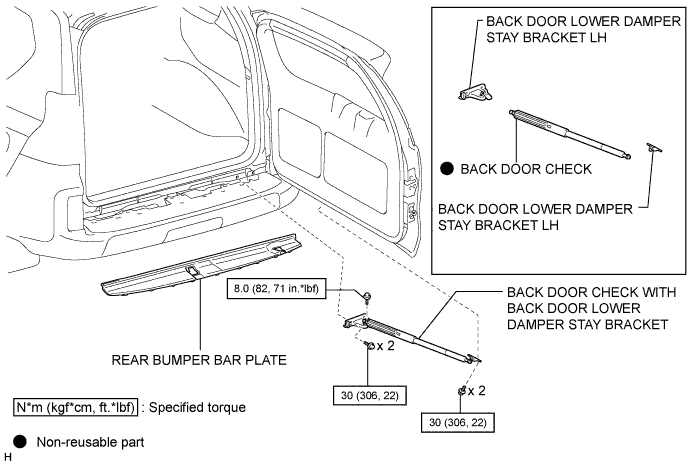 BACK DOOR LOWER DAMPER
STAY BRACKET LH
BACK DOOR CHECK
BACK DOOR LOWER DAMPER
STAY BRACKET LH
8.0 (82, 71 in.*lbf)
BACK DOOR CHECK WITH
BACK DOOR LOWER
DAMPER STAY BRACKET
x 2
REAR BUMPER BAR PLATE
30 (306, 22)
x 2
N*m (kgf*cm, ft.*lbf) : Specified torque
30 (306, 22)
Non-reusable part
H